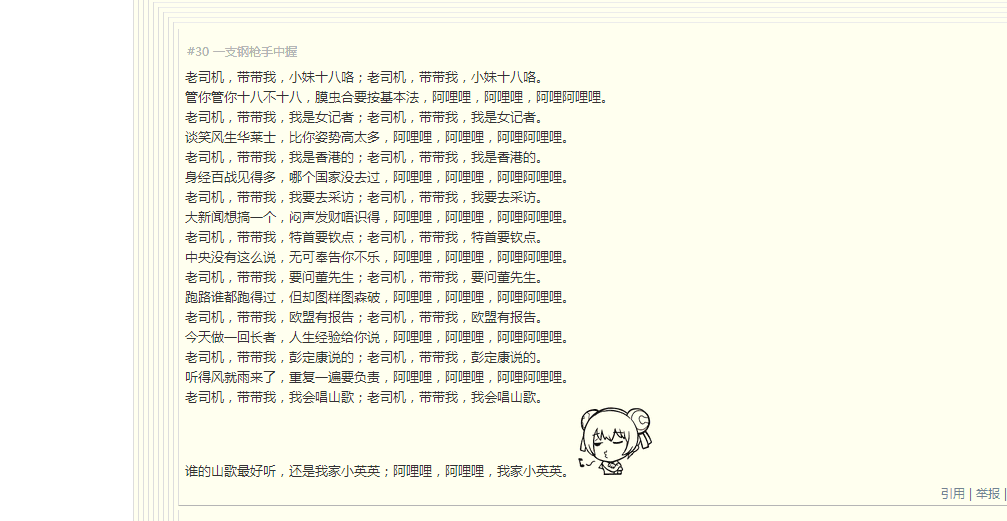 #30 一支钢枪手中握
老司机，带带我，小妹十八咯；老司机，带带我，小妹十八咯。
管你管你十八不十八，膜虫合要按基本法，阿哩哩，阿哩哩，阿哩阿哩哩。
老司机，带带我，我是女记者；老司机，带带我，我是女记者。
谈笑风生华莱士，比你姿势高太多，阿哩哩，阿哩哩，阿哩阿哩哩。
老司机，带带我，我是香港的；老司机，带带我，我是香港的。
身经百战见得多，哪个国家没去过，阿哩哩，阿哩哩，阿哩阿哩哩。
老司机，带带我，我要去采访；老司机，带带我，我要去采访。
大新闻想搞一个，闷声发财唔识得，阿哩哩，阿哩哩，阿哩阿哩哩。
老司机，带带我，特首要钦点；老司机，带带我，特首要钦点。
中央没有这么说，无可奉告你不乐，阿哩哩，阿哩哩，阿哩阿哩哩。
老司机，带带我，要问董先生；老司机，带带我，要问董先生。
跑路谁都跑得过，但却图样图森破，阿哩哩，阿哩哩，阿哩阿哩哩。
老司机，带带我，欧盟有报告；老司机，带带我，欧盟有报告。
今天做一回长者，人生经验给你说，阿哩哩，阿哩哩，阿哩阿哩哩。
老司机，带带我，彭定康说的；老司机，带带我，彭定康说的。
听得风就雨来了，重复一遍要负责，阿哩哩，阿哩哩，阿哩阿哩哩。
老司机，带带我，我会唱山歌；老司机，带带我，我会唱山歌。
谁的山歌最好听，还是我家小英英；阿哩哩，阿哩哩，我家小英英。
引用 | 举报 |